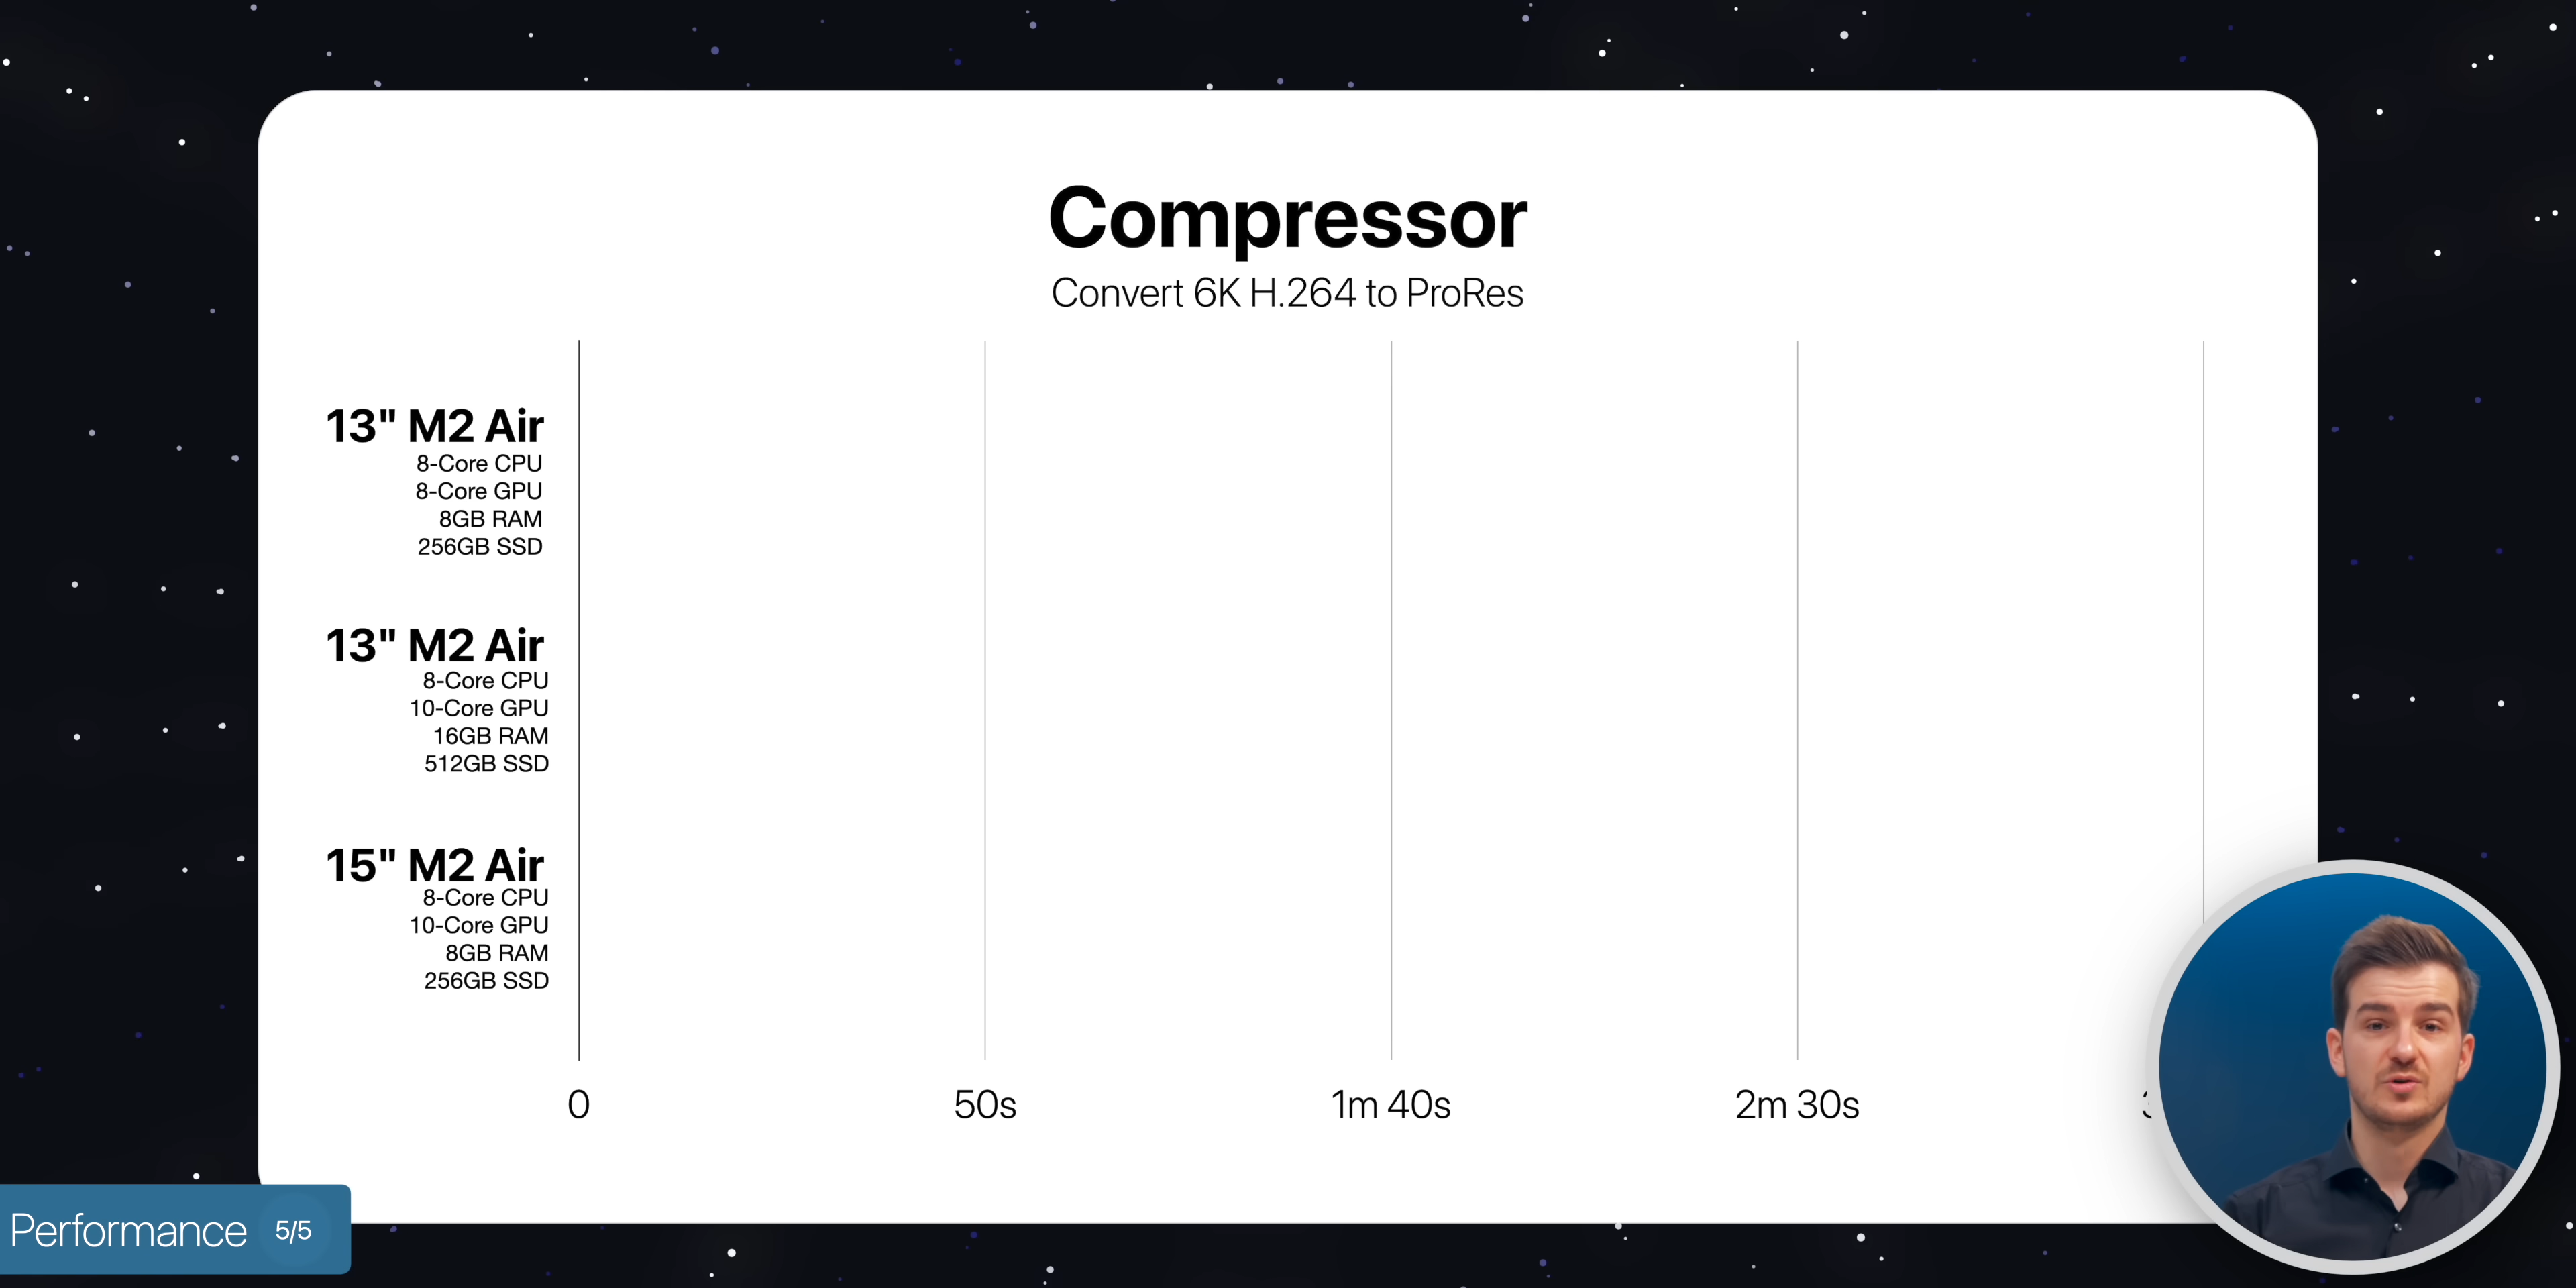 Compressor
Convert 6K H.264 to ProRes
13" M2 Air
8-Core CPU
8-Core GPU
8GB RAM
256GB SSD
13" M2 Air
8-Core CPU
10-Core GPU
16GB RAM
512GB SSD
15" M2 Air
8-Core CPU
10-Core GPU
8GB RAM
256GB SSD
0 50s 1m 40s 2m 30s
Performance 5/5